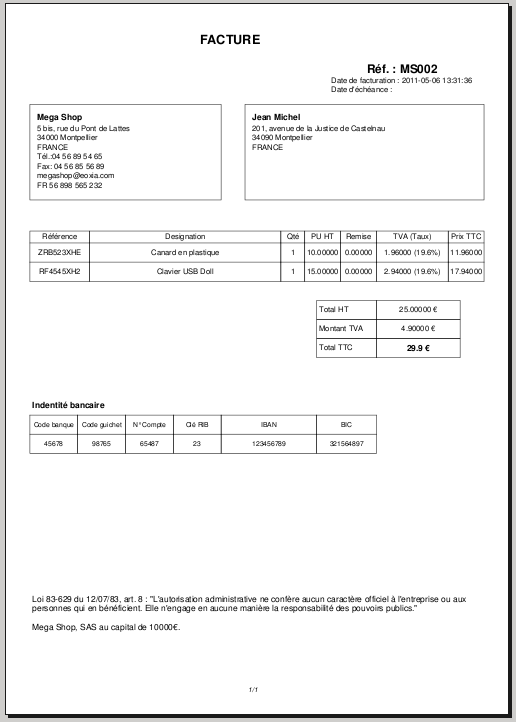 FACTURE
Réf. : MS002
Date de facturation : 2011-05-06 13:31:36
Date d'échéance :
Mega Shop
5 bis, rue du Pont de Lattes
34000 Montpellier
FRANCE
Tél.:04 56 89 54 65
Fax: 04 56 85 56 89
megashop@eoxia.com
FR 56 898 565 232
Jean Michel
201, avenue de la Justice de Castelnau
34090 Montpellier
FRANCE
Référence Designation Qté PU HT Remise TVA (Taux) Prix TTC
ZRB523XHE Canard en plastique 1 10.00000 0.00000 1.96000 (19.6%) 11.96000
RF4545XH2 Clavier USB Doll 1 15.00000 0.00000 2.94000 (19.6%) 17.94000
Total HT 25.00000 €
Montant TVA 4.90000 €
Total TTC 29.9 €
Indentité bancaire
Code banque Code guichet N°Compte Clé RIB IBAN BIC
45678 98765 65487 23 123456789 321564897
Loi 83-629 du 12/07/83, art. 8 : "L'autorisation administrative ne confère aucun caractère officiel à l'entreprise ou aux
personnes qui en bénéficient. Elle n'engage en aucune manière la responsabilité des pouvoirs publics."
Mega Shop, SAS au capital de 10000€.
1/1